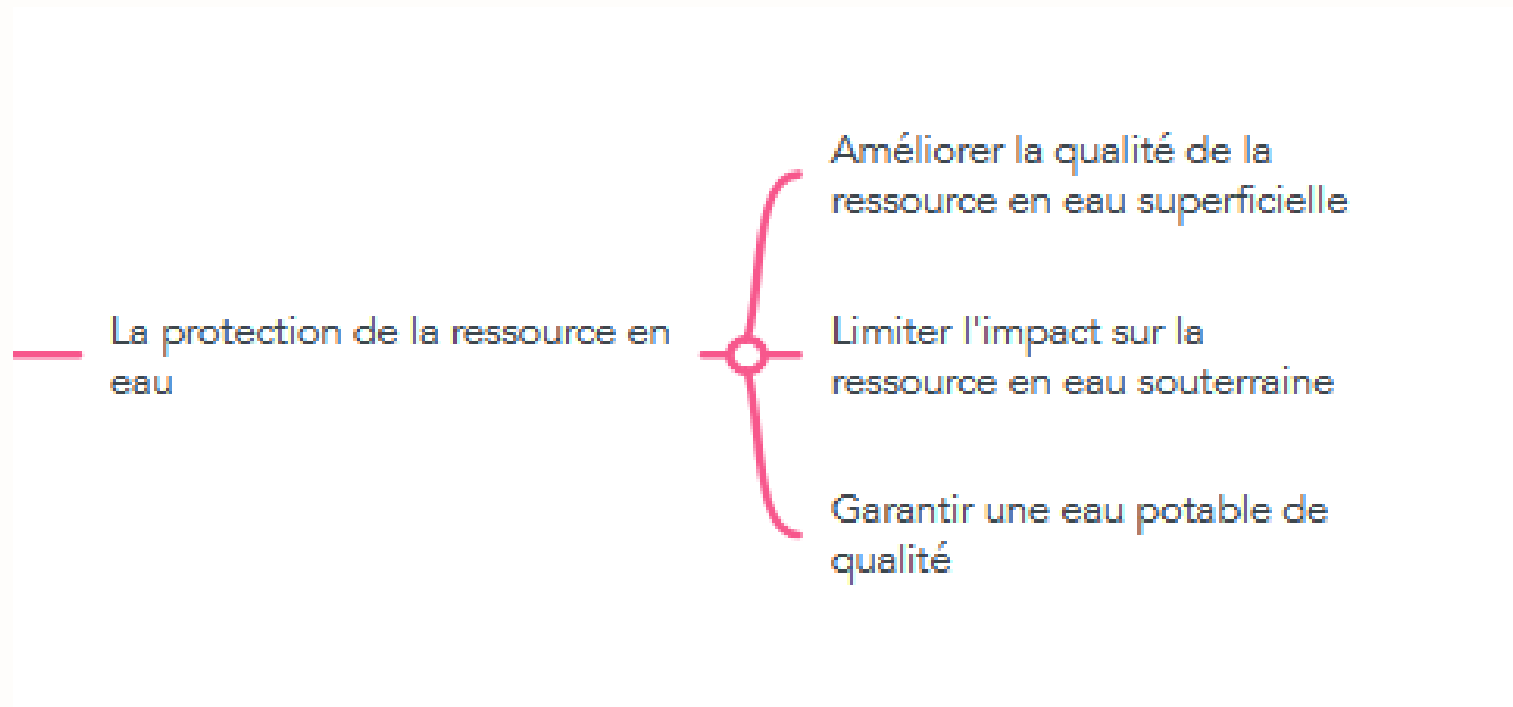 Améliorer la qualité de la
ressource en eau superficielle
La protection de la ressource en
eau
Limiter l'impact sur la
ressource en eau souterraine
Garantir une eau potable de
qualité